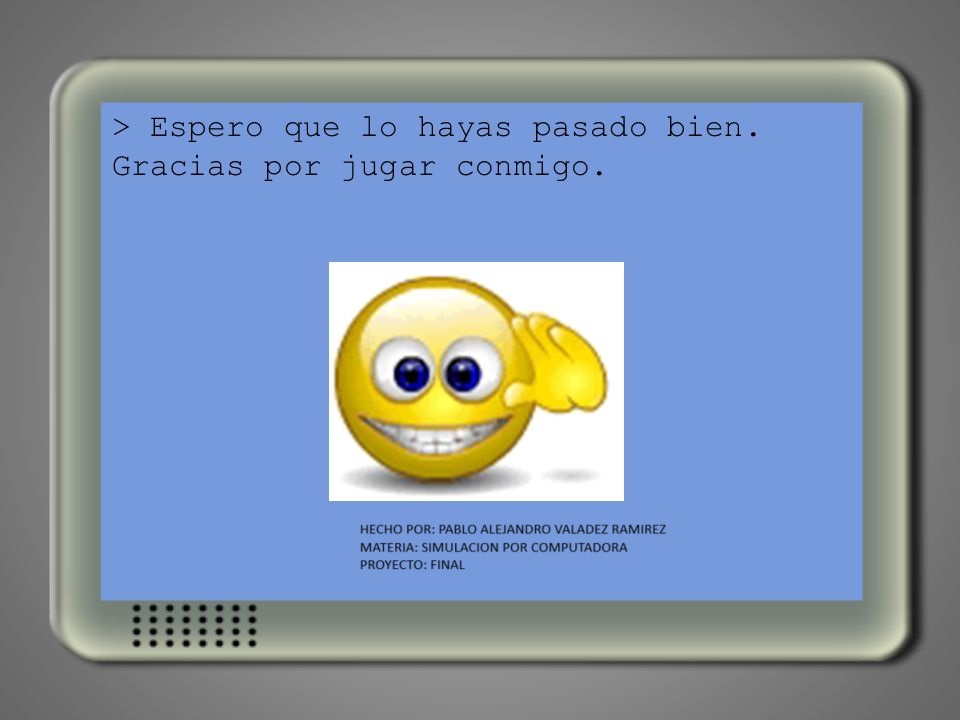 > Espero que lo hayas pasado bien.
Gracias por jugar conmigo.
HECHO POR: PABLO ALEJANDRO VALADEZ RAMIREZ
MATERIA: SIMULACION POR COMPUTADORA
PROYECTO: FINAL